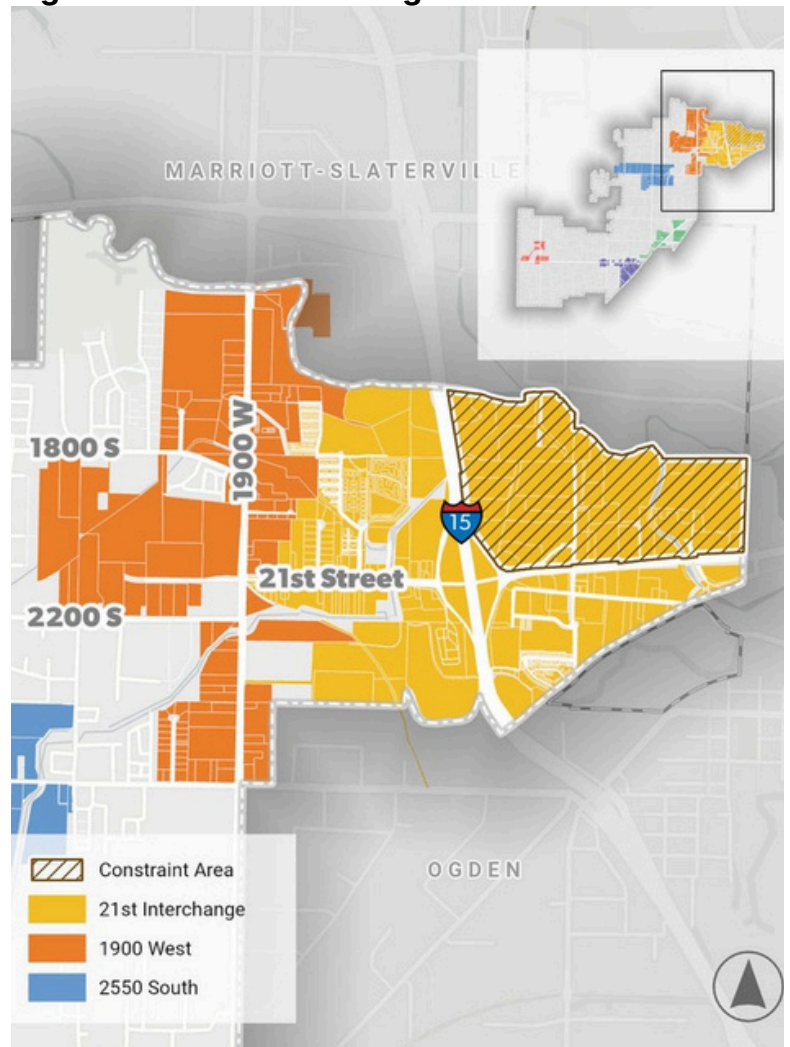 MARRIOTT-SLATERVILLE
1800 S
1900 W
15
21st Street
2200 S
OGDEN
Constraint Area
21st Interchange
1900 West
2550 South